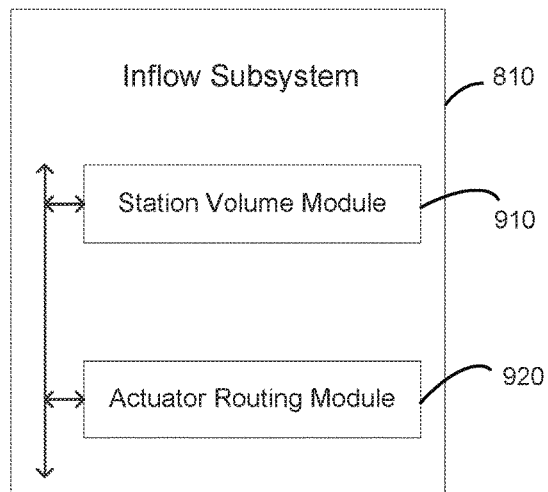 Inflow Subsystem
810
Station Volume Module
910
Actuator Routing Module
920